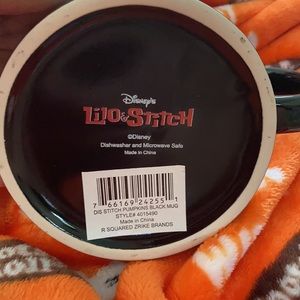 Disney's
Lilo & Stitch
©Disney
Dishwasher and Microwave Safe
Made in China
7 66169 24255 1
DIS STITCH PUMPKINS BLACK MUG
STYLE# 4015490
Made in China
R SQUARED ZRIKE BRANDS